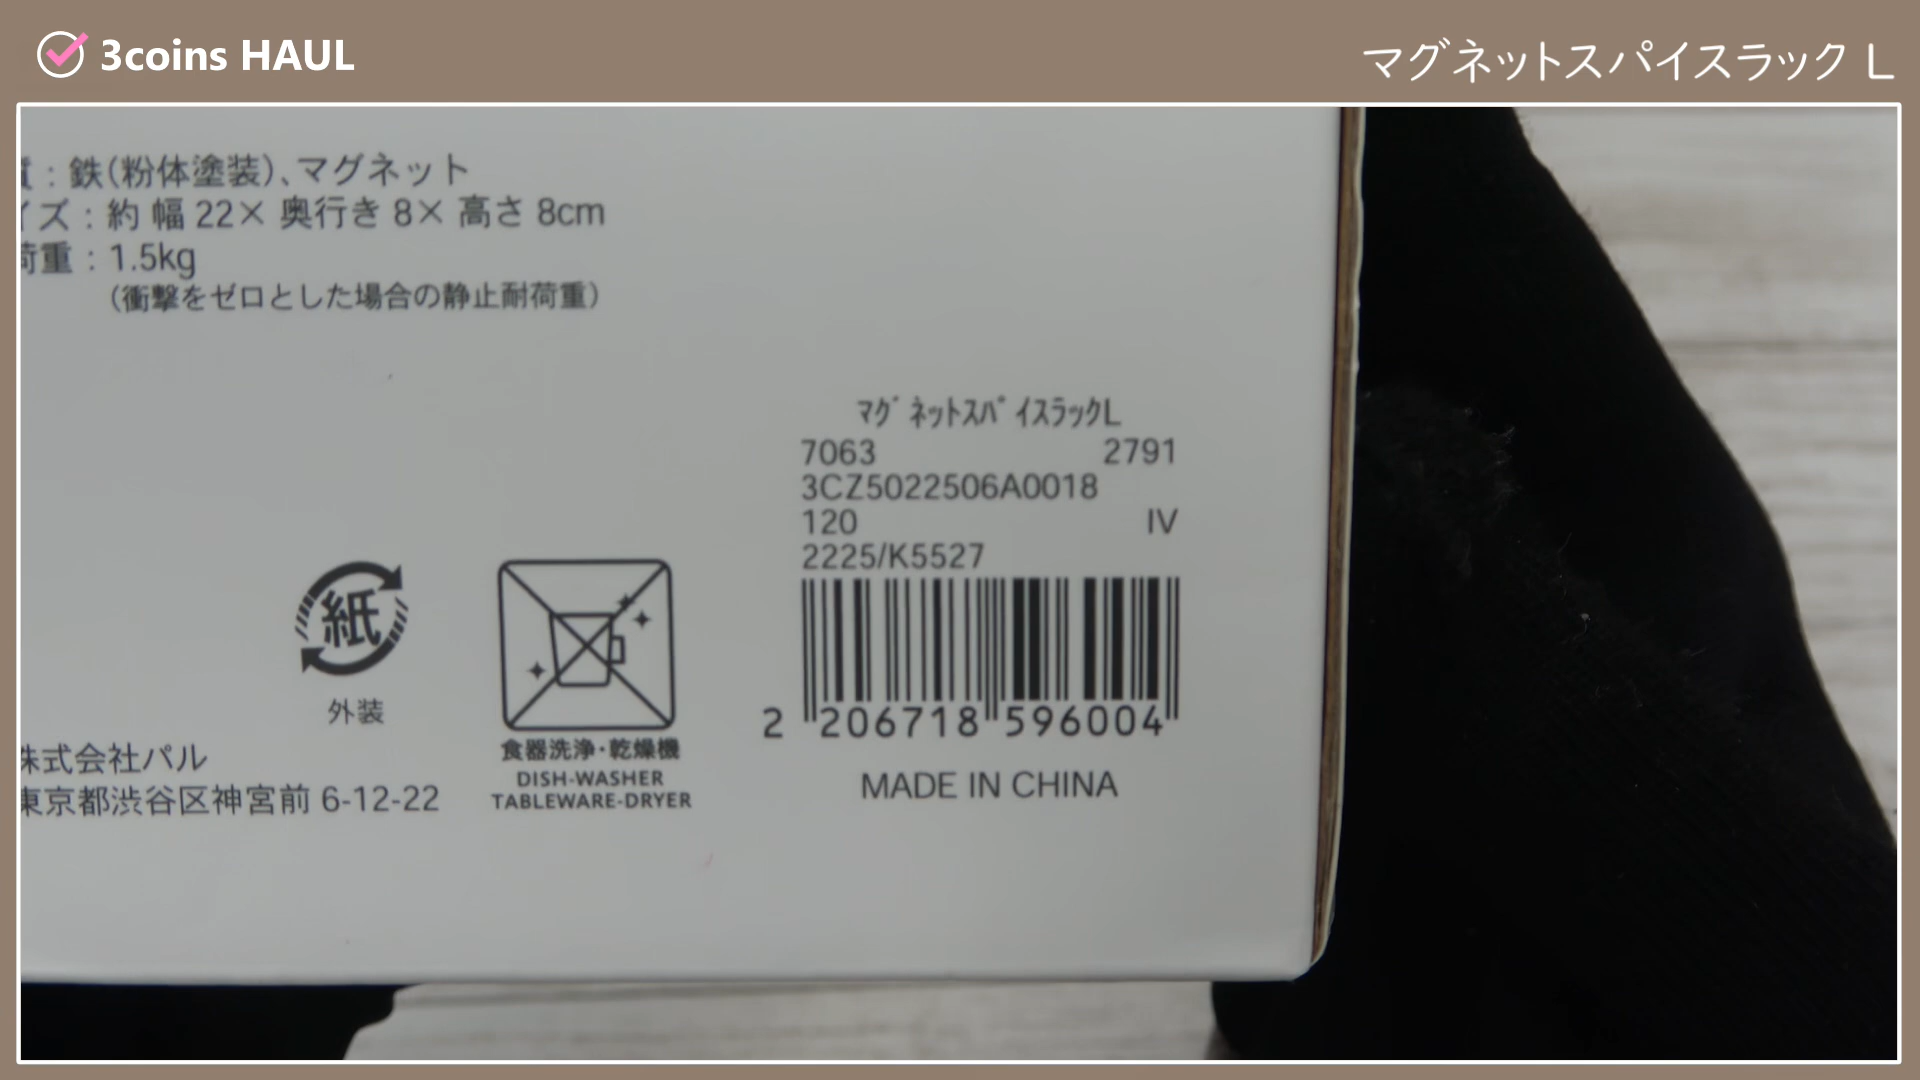 3coins HAUL
マグネットスパイスラック L
質：鉄(粉体塗装)、マグネット
イズ：約 幅 22× 奥行き 8× 高さ 8cm
荷重：1.5kg
(衝撃をゼロとした場合の静止耐荷重)
ﾏｸﾞﾈｯﾄｽﾊﾟｲｽﾗｯｸL
7063 2791
3CZ5022506A0018
120 IV
2225/K5527
紙
外装
2 206718 596004
食器洗浄・乾燥機
DISH-WASHER
TABLEWARE-DRYER
MADE IN CHINA
株式会社パル
東京都渋谷区神宮前 6-12-22